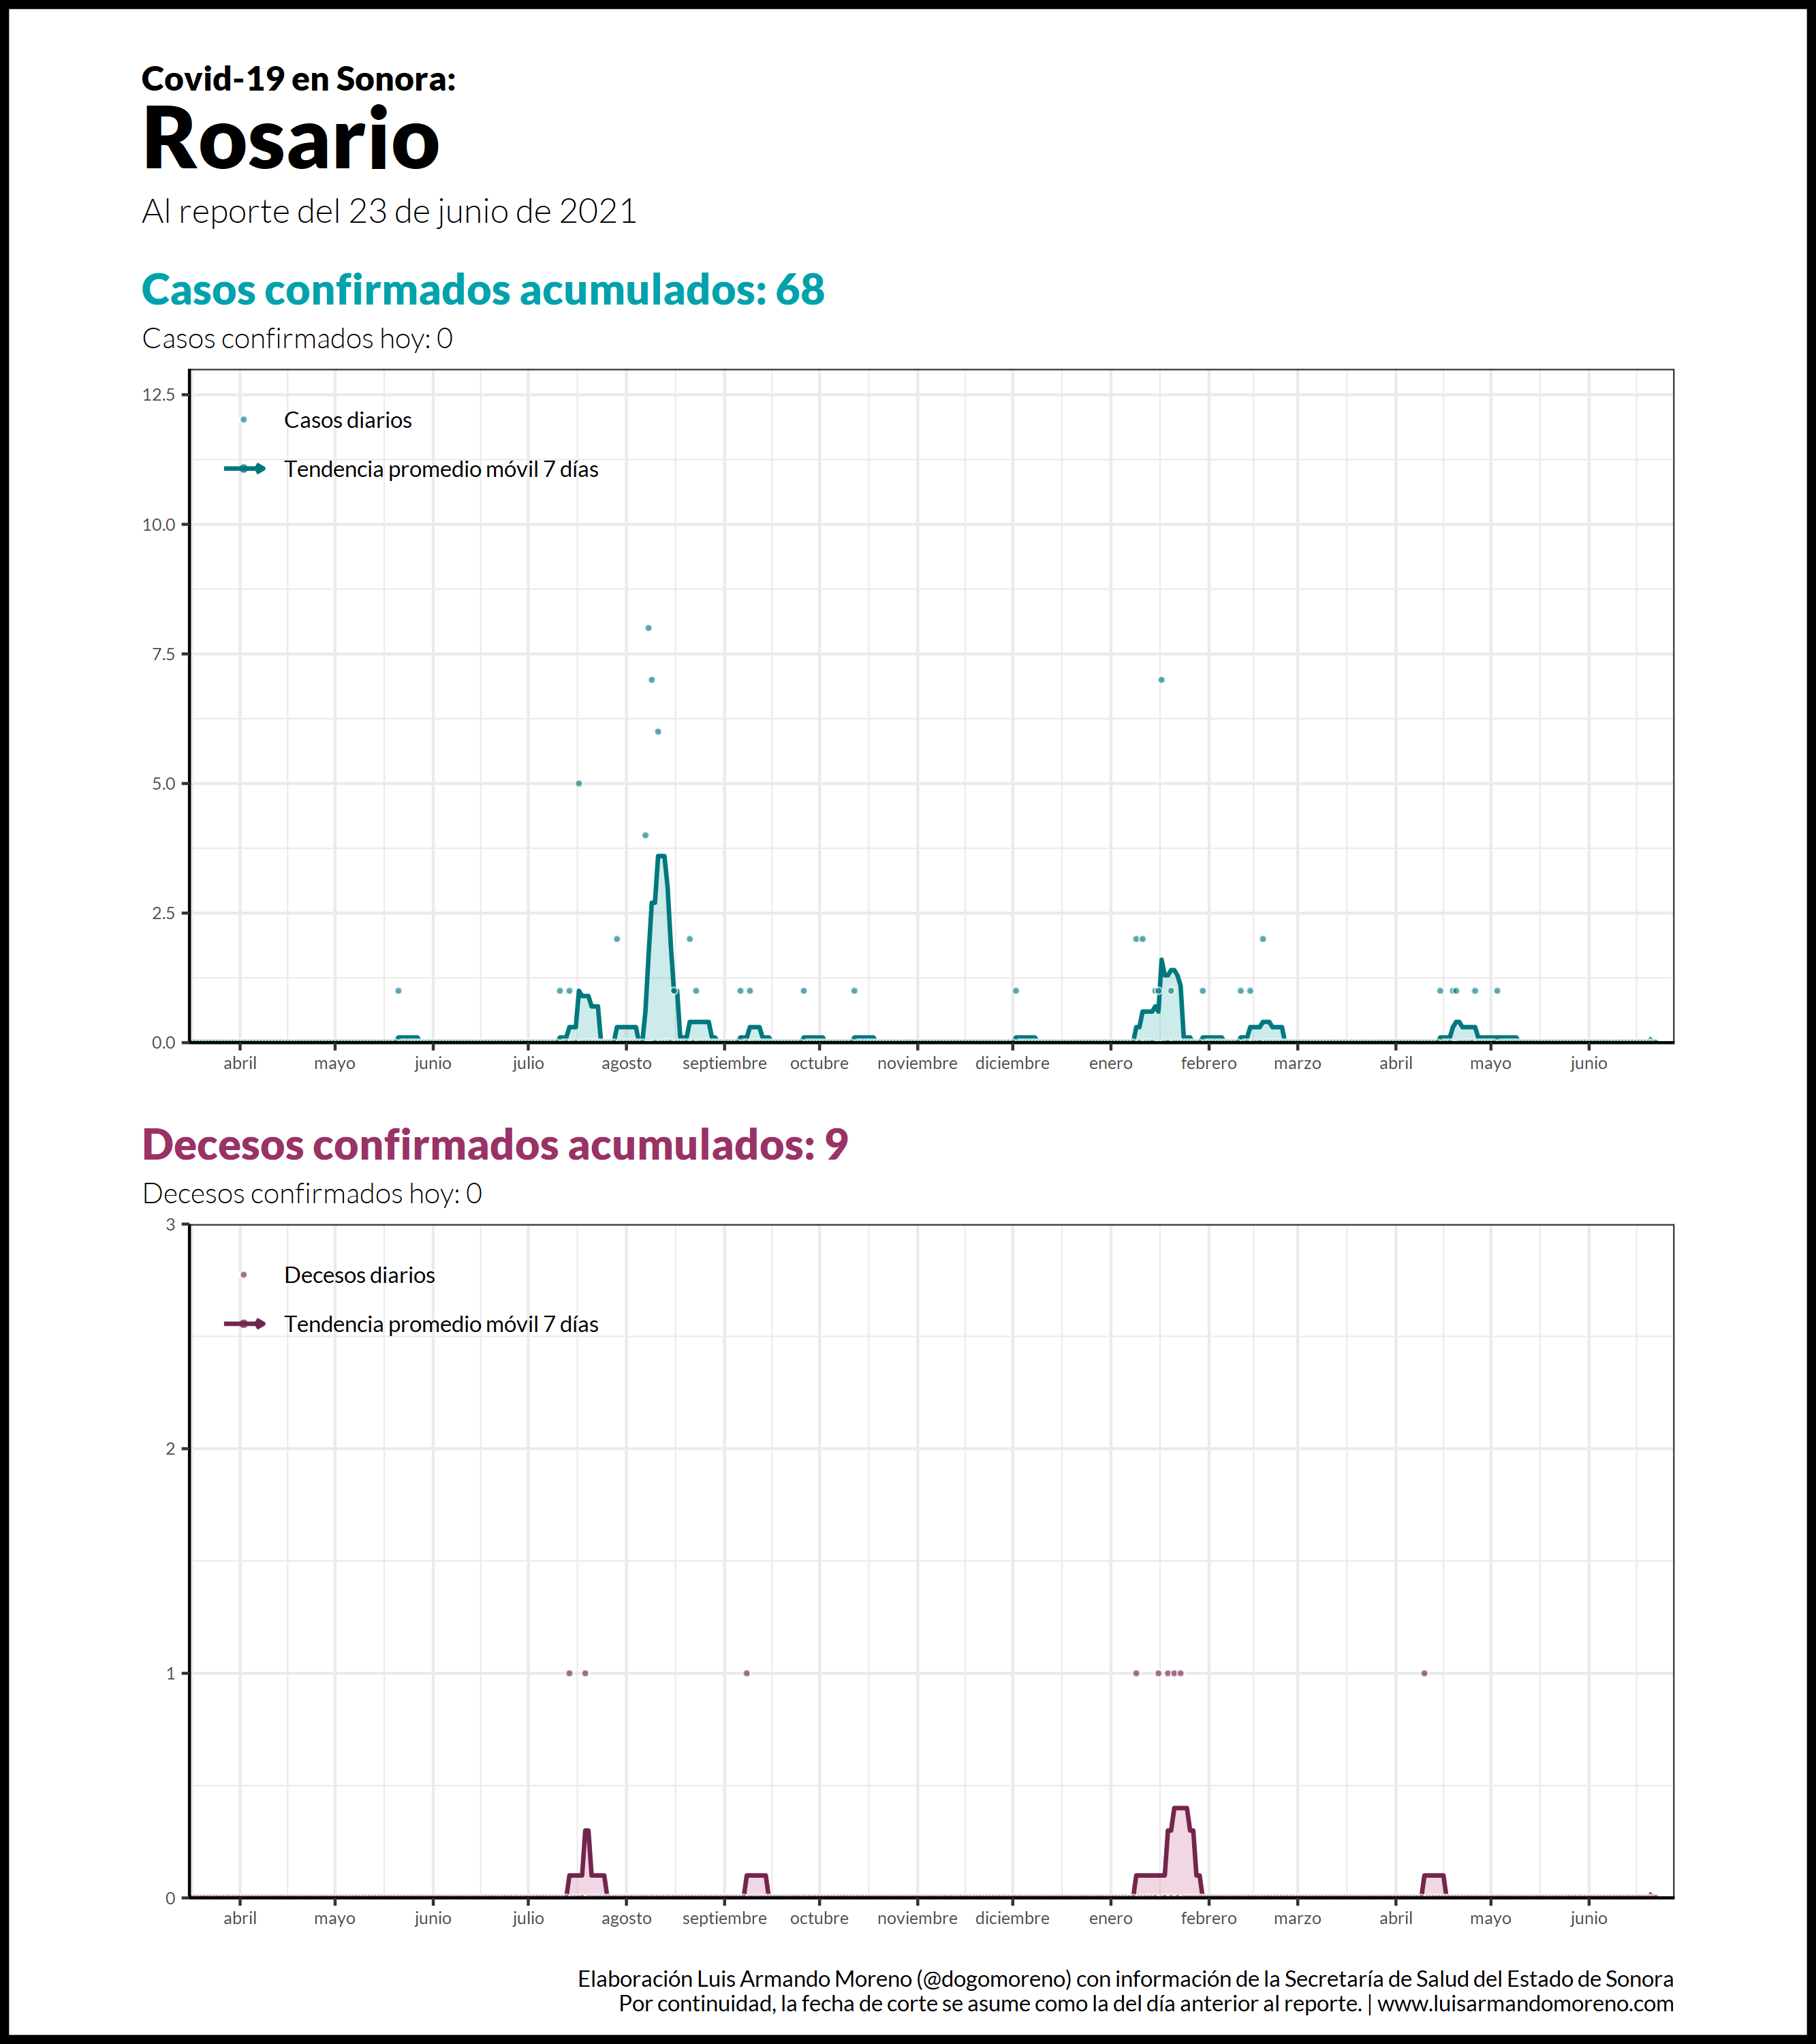 Covid-19 en Sonora:
Rosario
Al reporte del 23 de junio de 2021
Casos confirmados acumulados: 68
Casos confirmados hoy: 0
12.5
Casos diarios
Tendencia promedio móvil 7 días
10.0
7.5
5.0
2.5
0.0
abril mayo junio julio agosto septiembre octubre noviembre diciembre enero febrero marzo abril mayo junio
Decesos confirmados acumulados: 9
Decesos confirmados hoy: 0
3
Decesos diarios
Tendencia promedio móvil 7 días
2
1
0
abril mayo junio julio agosto septiembre octubre noviembre diciembre enero febrero marzo abril mayo junio
Elaboración Luis Armando Moreno (@dogomoreno) con información de la Secretaría de Salud del Estado de Sonora
Por continuidad, la fecha de corte se asume como la del día anterior al reporte. | www.luisarmandomoreno.com